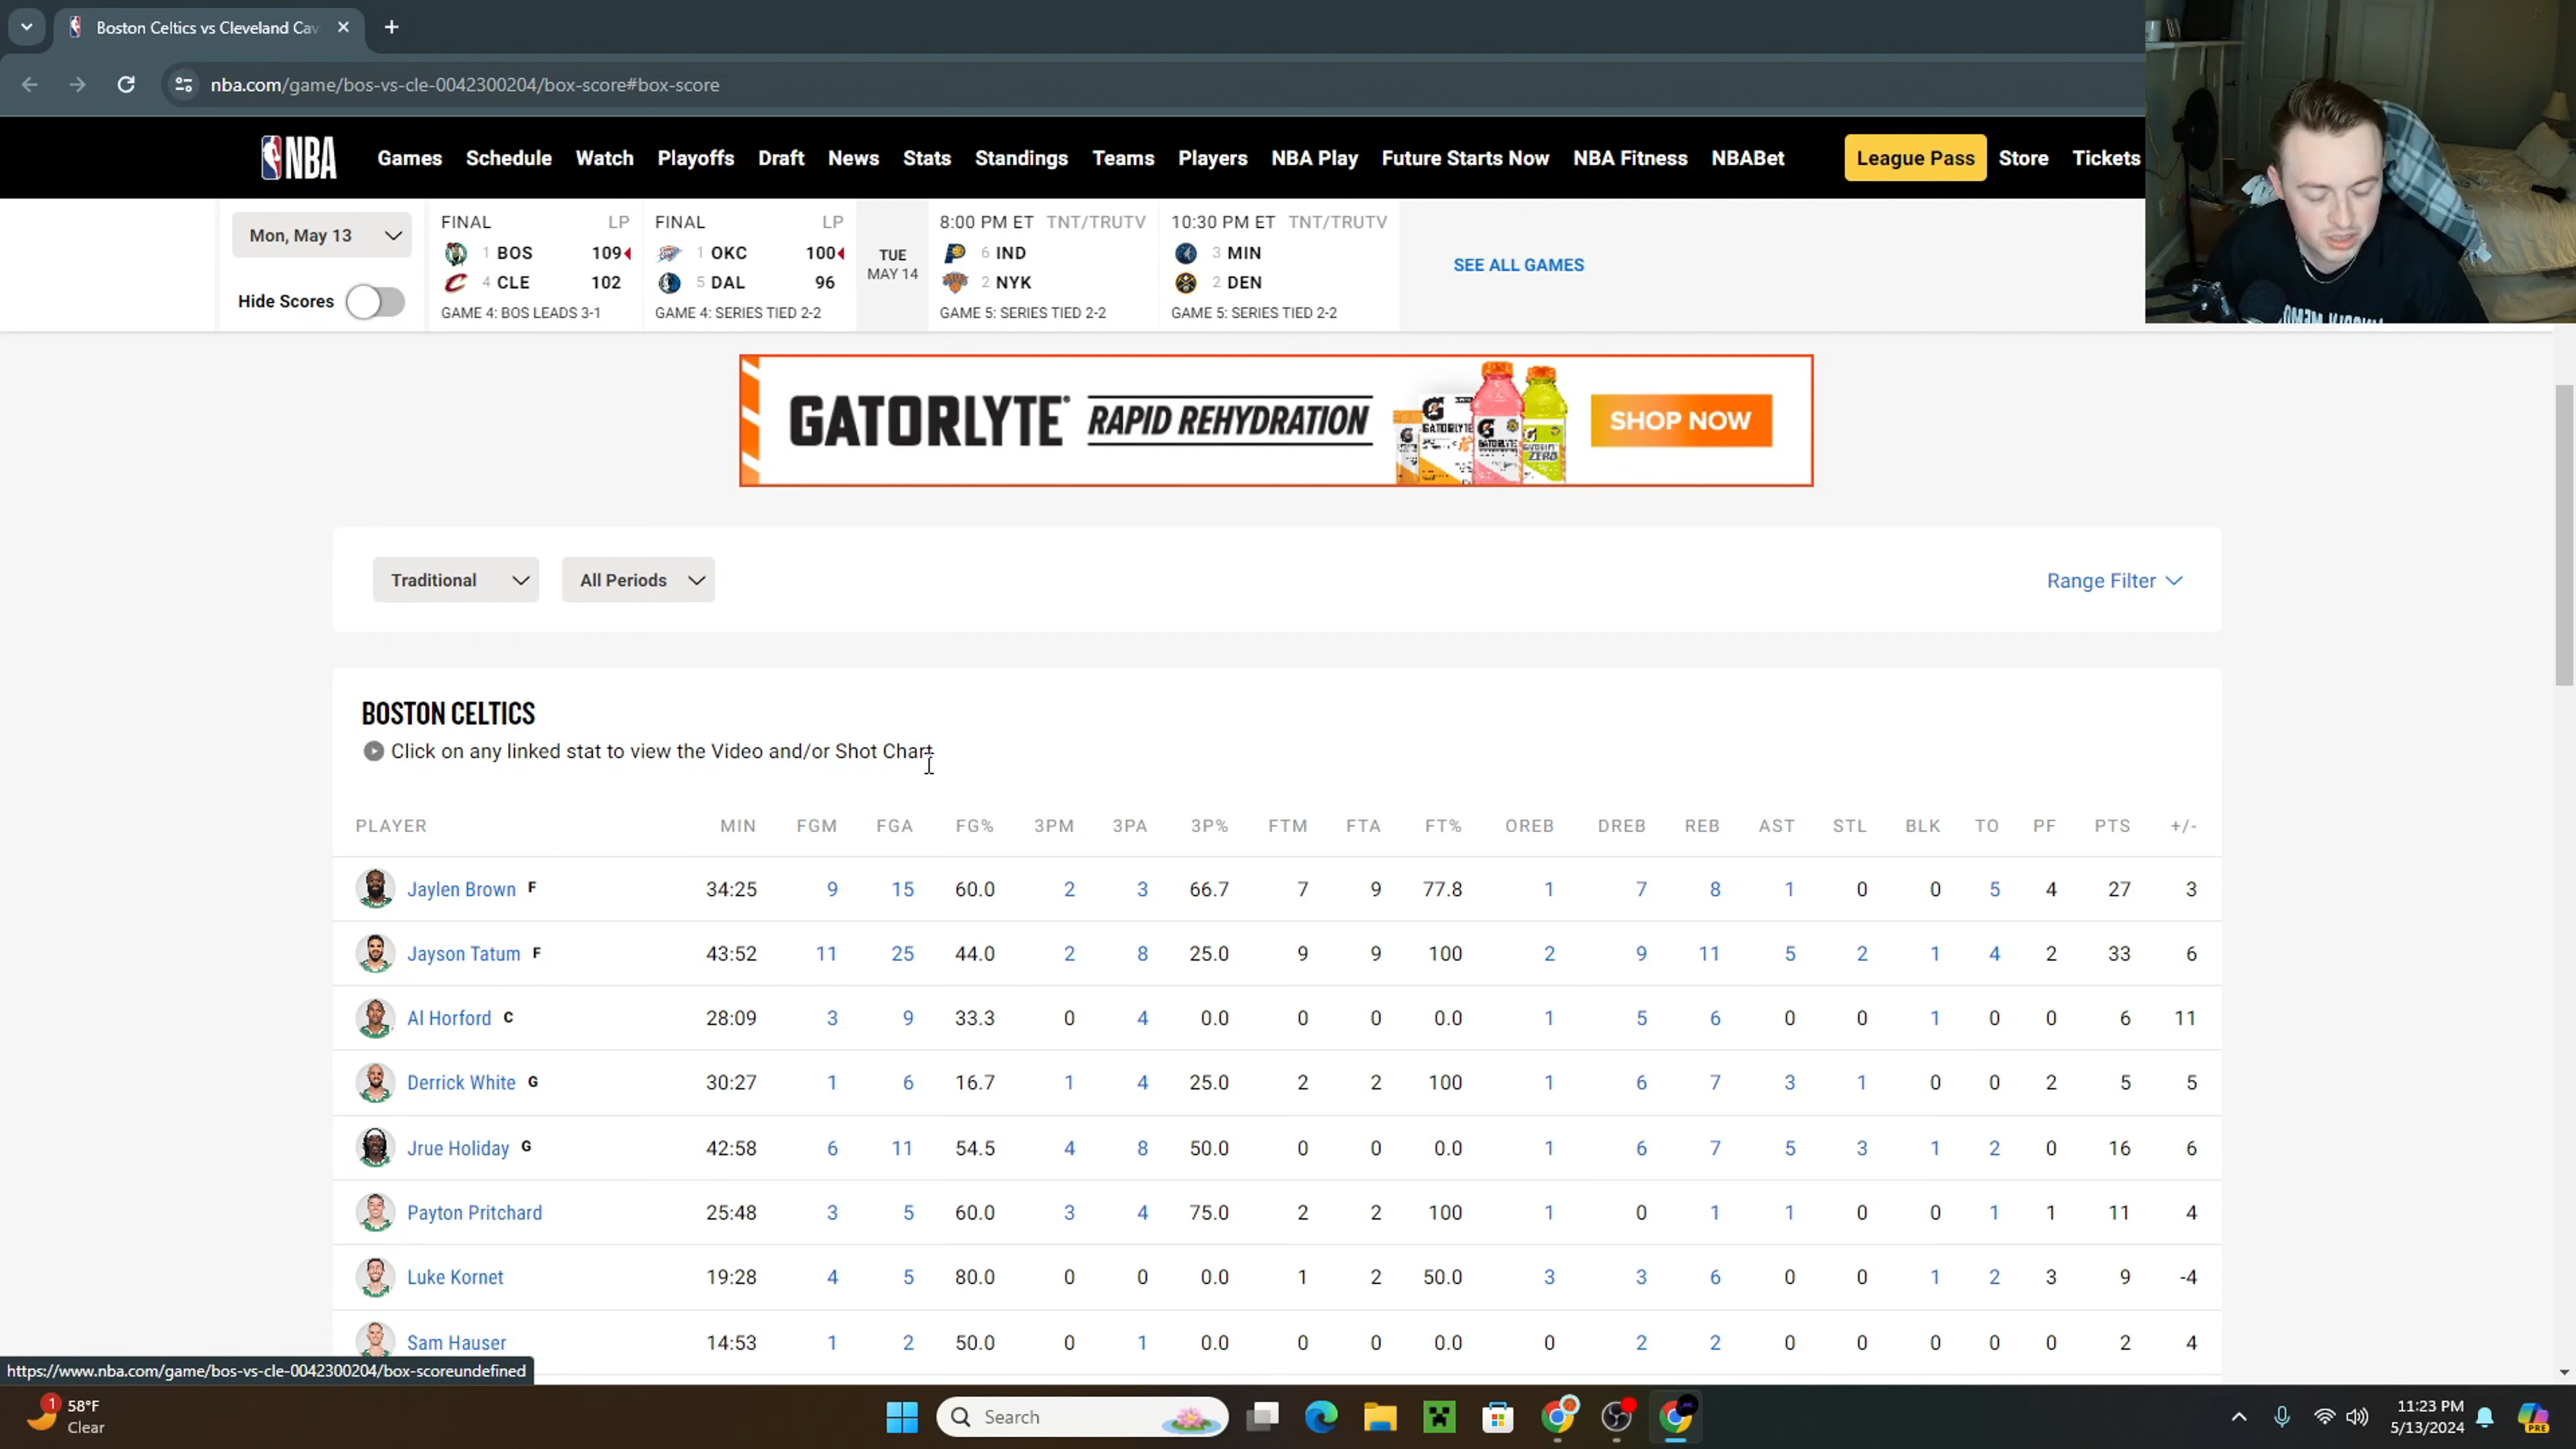 Boston Celtics vs Cleveland Cav
nba.com/game/bos-vs-cle-0042300204/box-score#box-score
NBA Games Schedule Watch Playoffs Draft News Stats Standings Teams Players NBA Play Future Starts Now NBA Fitness NBABet League Pass Store Tickets
Mon, May 13
Hide Scores
FINAL LP
1 BOS 109
4 CLE 102
GAME 4: BOS LEADS 3-1
FINAL LP
1 OKC 100
5 DAL 96
GAME 4: SERIES TIED 2-2
TUE
MAY 14
8:00 PM ET TNT/TRUTV
6 IND
2 NYK
GAME 5: SERIES TIED 2-2
10:30 PM ET TNT/TRUTV
3 MIN
2 DEN
GAME 5: SERIES TIED 2-2
SEE ALL GAMES
GATORLYTE RAPID REHYDRATION SHOP NOW
Traditional All Periods Range Filter
BOSTON CELTICS
Click on any linked stat to view the Video and/or Shot Chart
PLAYER MIN FGM FGA FG% 3PM 3PA 3P% FTM FTA FT% OREB DREB REB AST STL BLK TO PF PTS +/-
Jaylen Brown F 34:25 9 15 60.0 2 3 66.7 7 9 77.8 1 7 8 1 0 0 5 4 27 3
Jayson Tatum F 43:52 11 25 44.0 2 8 25.0 9 9 100 2 9 11 5 2 1 4 2 33 6
Al Horford C 28:09 3 9 33.3 0 4 0.0 0 0 0.0 1 5 6 0 0 1 0 0 6 11
Derrick White G 30:27 1 6 16.7 1 4 25.0 2 2 100 1 6 7 3 1 0 0 2 5 5
Jrue Holiday G 42:58 6 11 54.5 4 8 50.0 0 0 0.0 1 6 7 5 3 1 2 0 16 6
Payton Pritchard 25:48 3 5 60.0 3 4 75.0 2 2 100 1 0 1 1 0 0 1 1 11 4
Luke Kornet 19:28 4 5 80.0 0 0 0.0 1 2 50.0 3 3 6 0 0 1 2 3 9 -4
Sam Hauser 14:53 1 2 50.0 0 1 0.0 0 0 0.0 0 2 2 0 0 0 0 0 2 4
https://www.nba.com/game/bos-vs-cle-0042300204/box-scoreundefined
1
58°F
Clear
Search
11:23 PM
5/13/2024
PRE